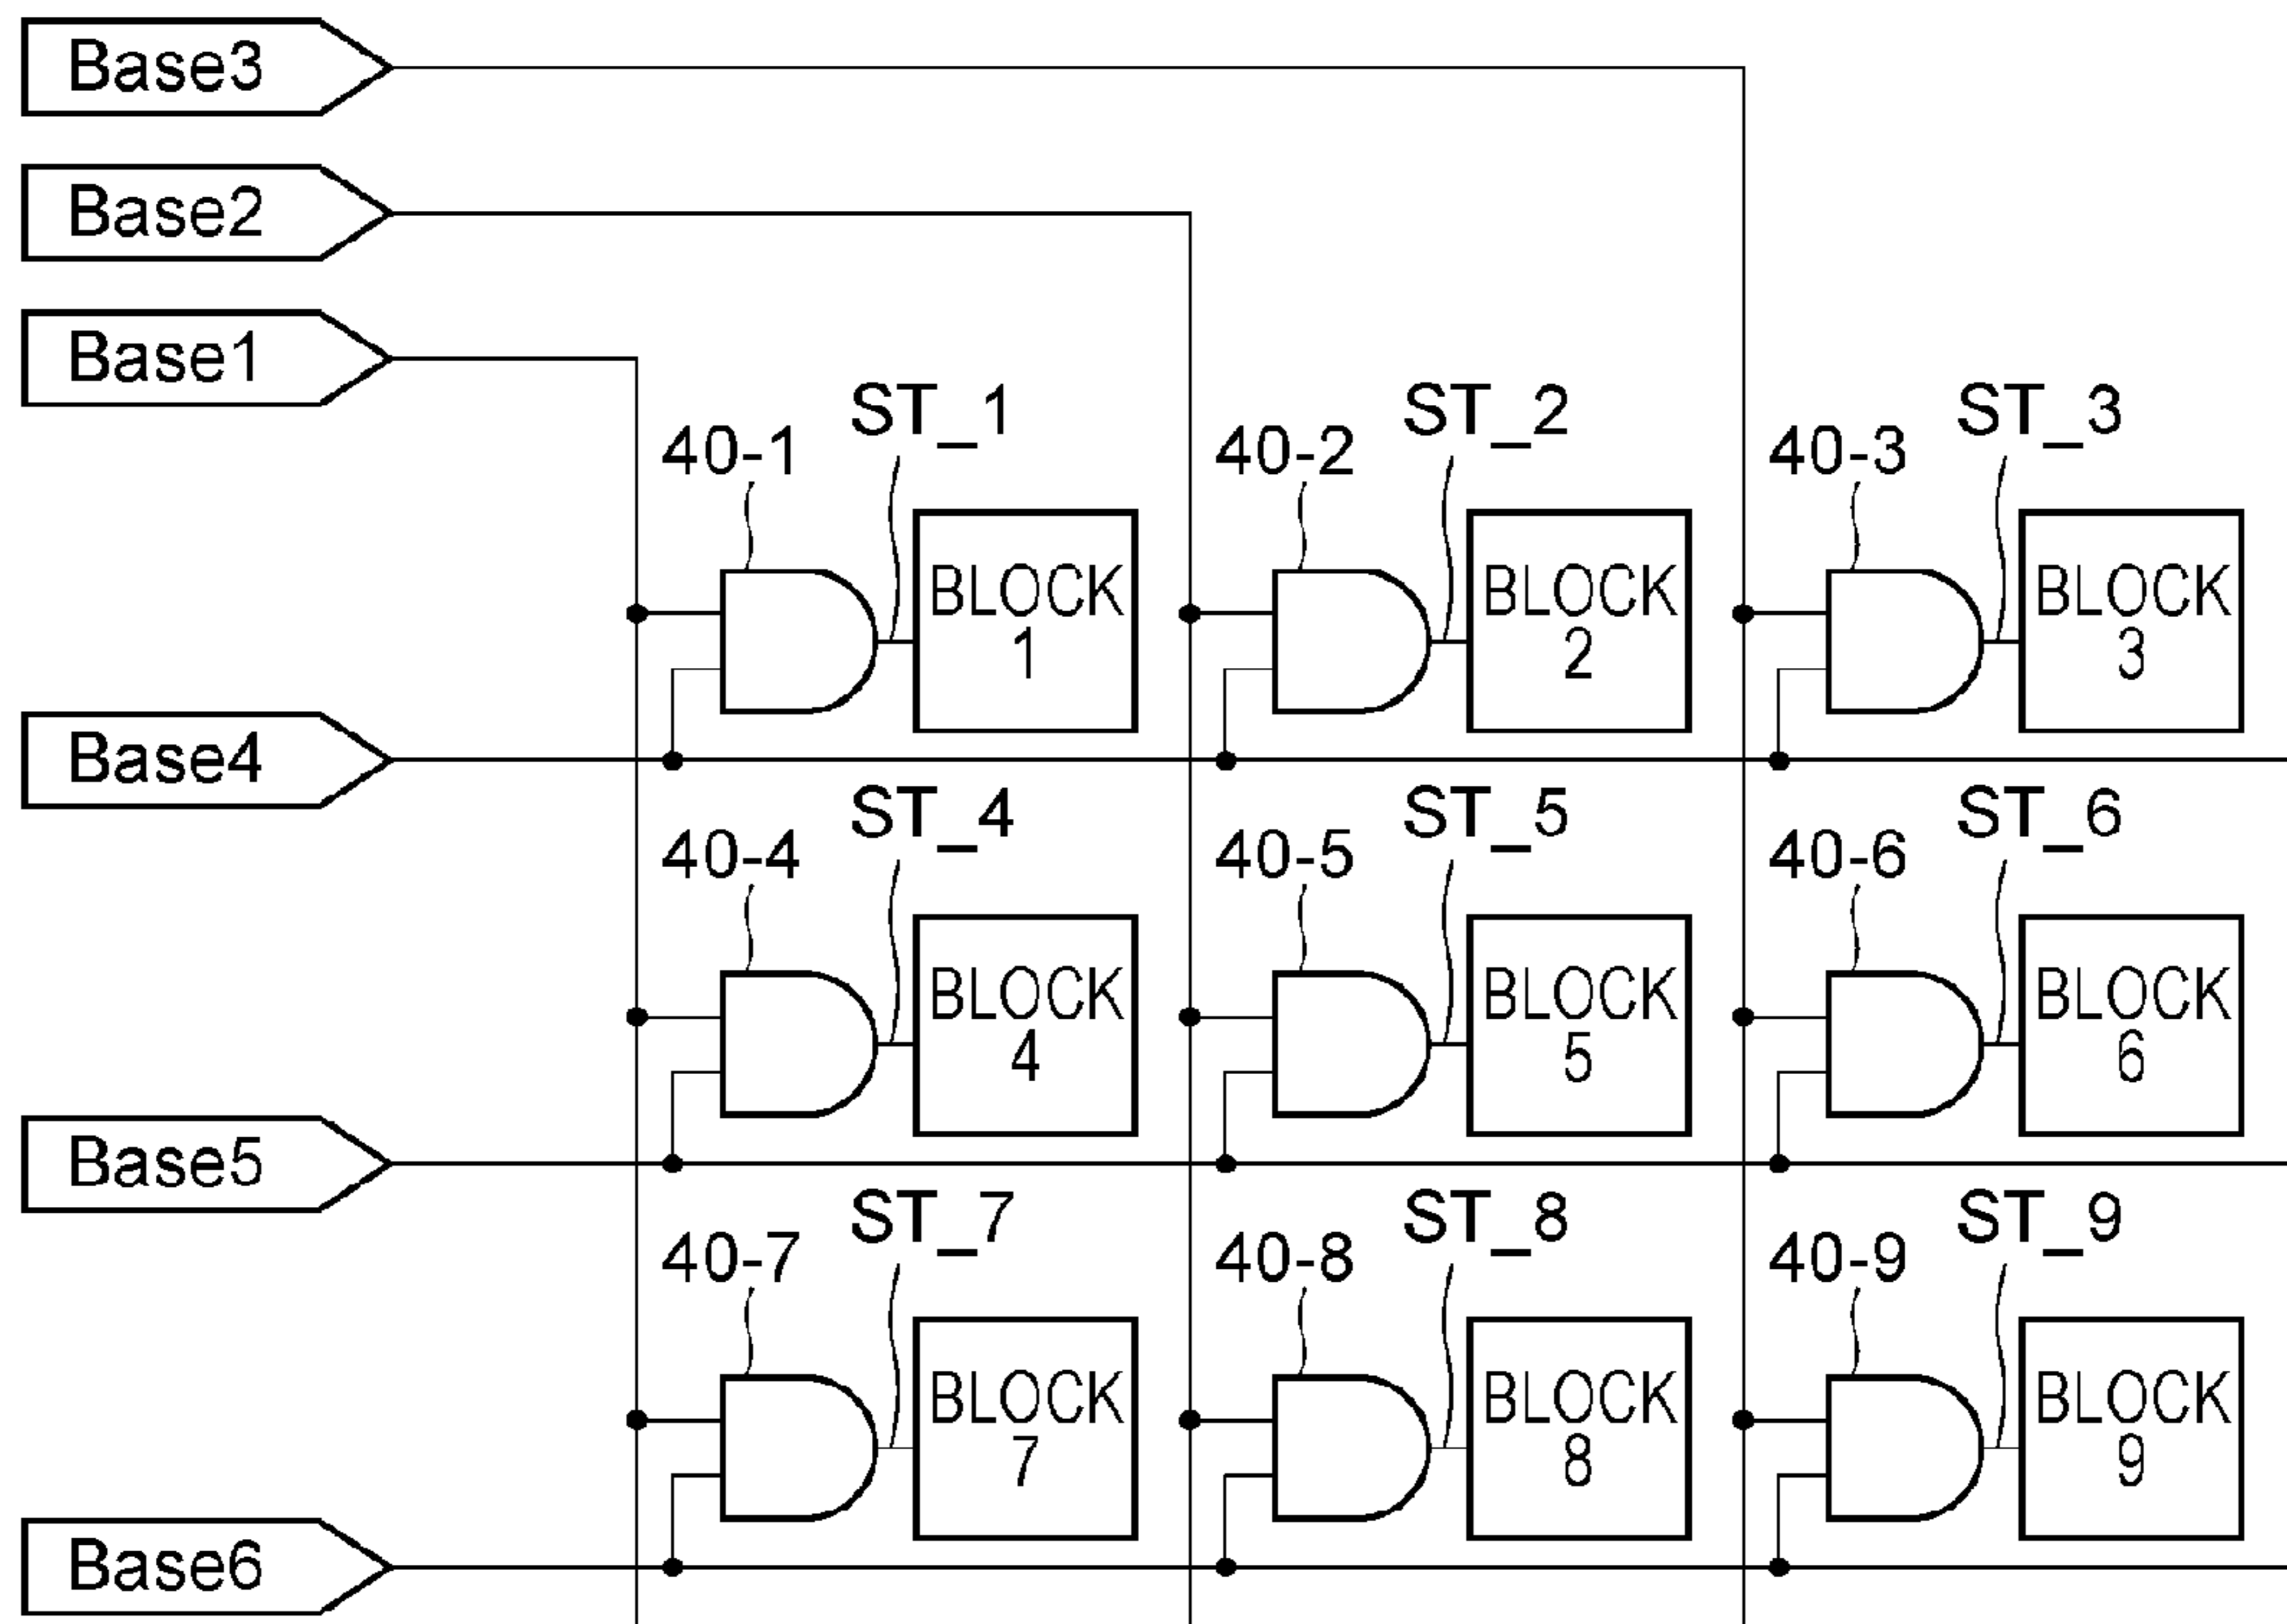 Base3
Base2
Base1
ST_1 ST_2 ST_3
40-1 40-2 40-3
BLOCK BLOCK BLOCK
1 2 3
Base4
ST_4 ST_5 ST_6
40-4 40-5 40-6
BLOCK BLOCK BLOCK
4 5 6
Base5
ST_7 ST_8 ST_9
40-7 40-8 40-9
BLOCK BLOCK BLOCK
7 8 9
Base6